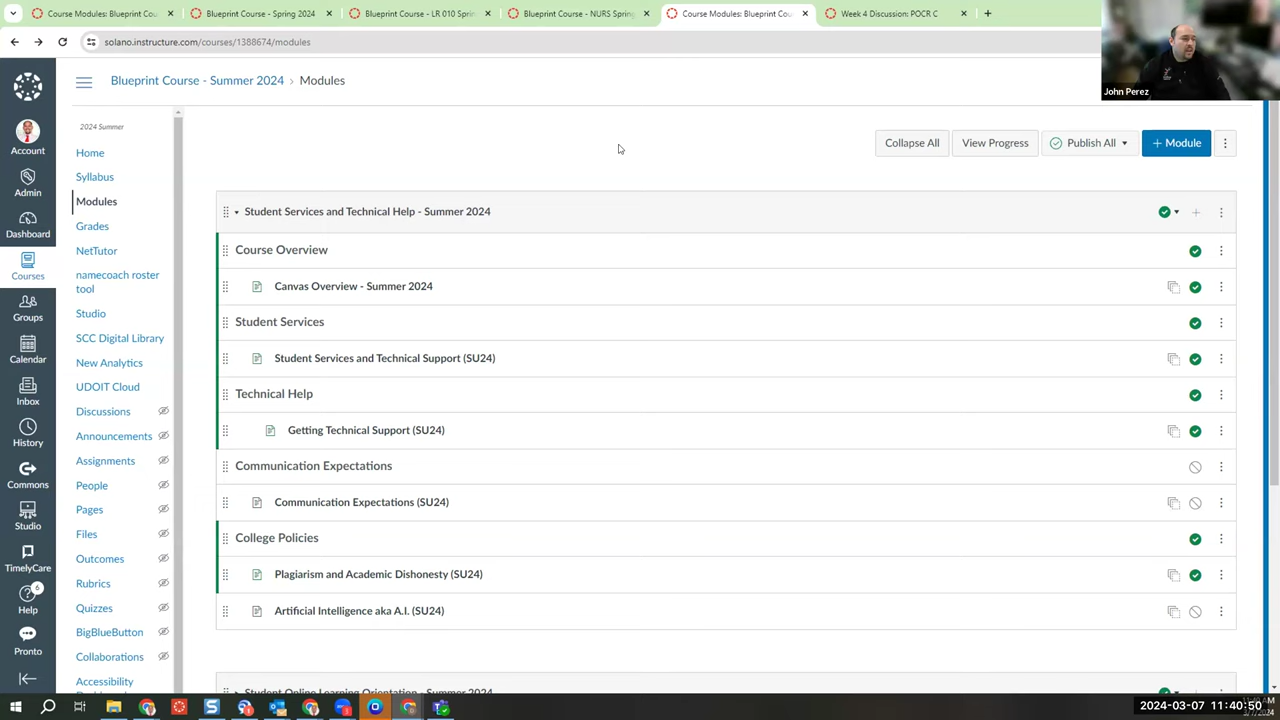 Course Modules: Blueprint Cou
Blueprint Course - Spring 2024
Blueprint Course - LR 010 Sprin
Blueprint Course - NURS Spring
Course Modules: Blueprint Cou
Week 4 Discussion: POCR C
solano.instructure.com/courses/1388674/modules
John Perez
Blueprint Course - Summer 2024 › Modules
Account
Admin
Dashboard
Courses
Groups
Calendar
Inbox
History
Commons
Studio
TimelyCare
6
Help
Pronto
2024 Summer
Home
Syllabus
Modules
Grades
NetTutor
namecoach roster
tool
Studio
SCC Digital Library
New Analytics
UDOIT Cloud
Discussions
Announcements
Assignments
People
Pages
Files
Outcomes
Rubrics
Quizzes
BigBlueButton
Collaborations
Accessibility
Collapse All
View Progress
Publish All
+ Module
Student Services and Technical Help - Summer 2024
Course Overview
Canvas Overview - Summer 2024
Student Services
Student Services and Technical Support (SU24)
Technical Help
Getting Technical Support (SU24)
Communication Expectations
Communication Expectations (SU24)
College Policies
Plagiarism and Academic Dishonesty (SU24)
Artificial Intelligence aka A.I. (SU24)
Student Online Learning Orientation - Summer 2024
2024-03-07 11:40:50